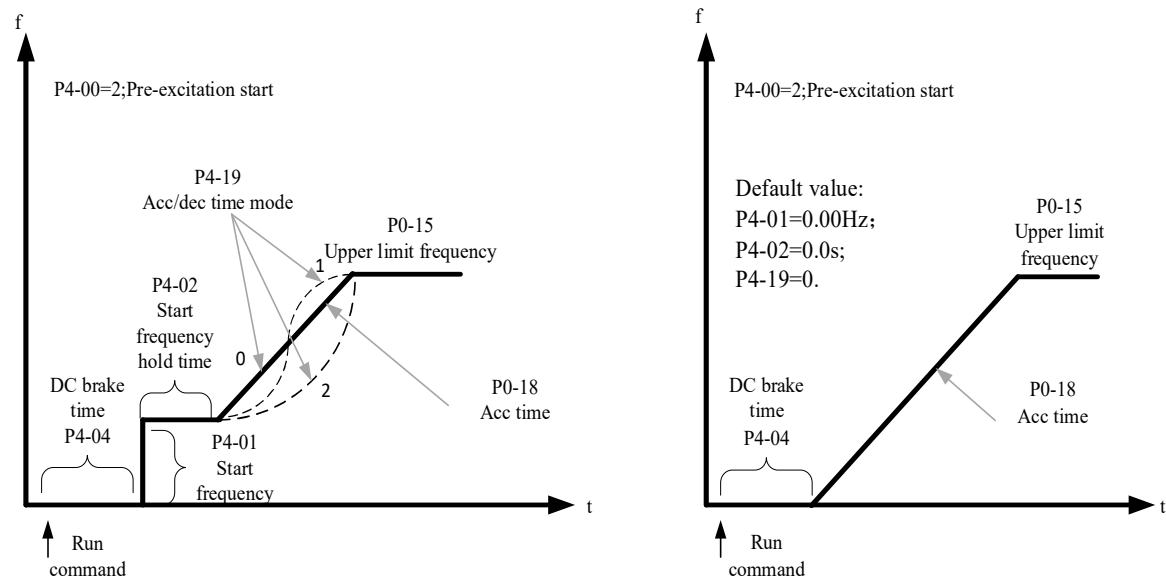 f
P4-00=2;Pre-excitation start
P4-19
Acc/dec time mode
P0-15
Upper limit frequency
1
P4-02
Start
frequency
hold time
0
2
DC brake
time
P4-04
P4-01
Start
frequency
P0-18
Acc time
t
Run
command
f
P4-00=2;Pre-excitation start
Default value:
P4-01=0.00Hz；
P4-02=0.0s;
P4-19=0.
P0-15
Upper limit
frequency
DC brake
time
P4-04
P0-18
Acc time
t
Run
command